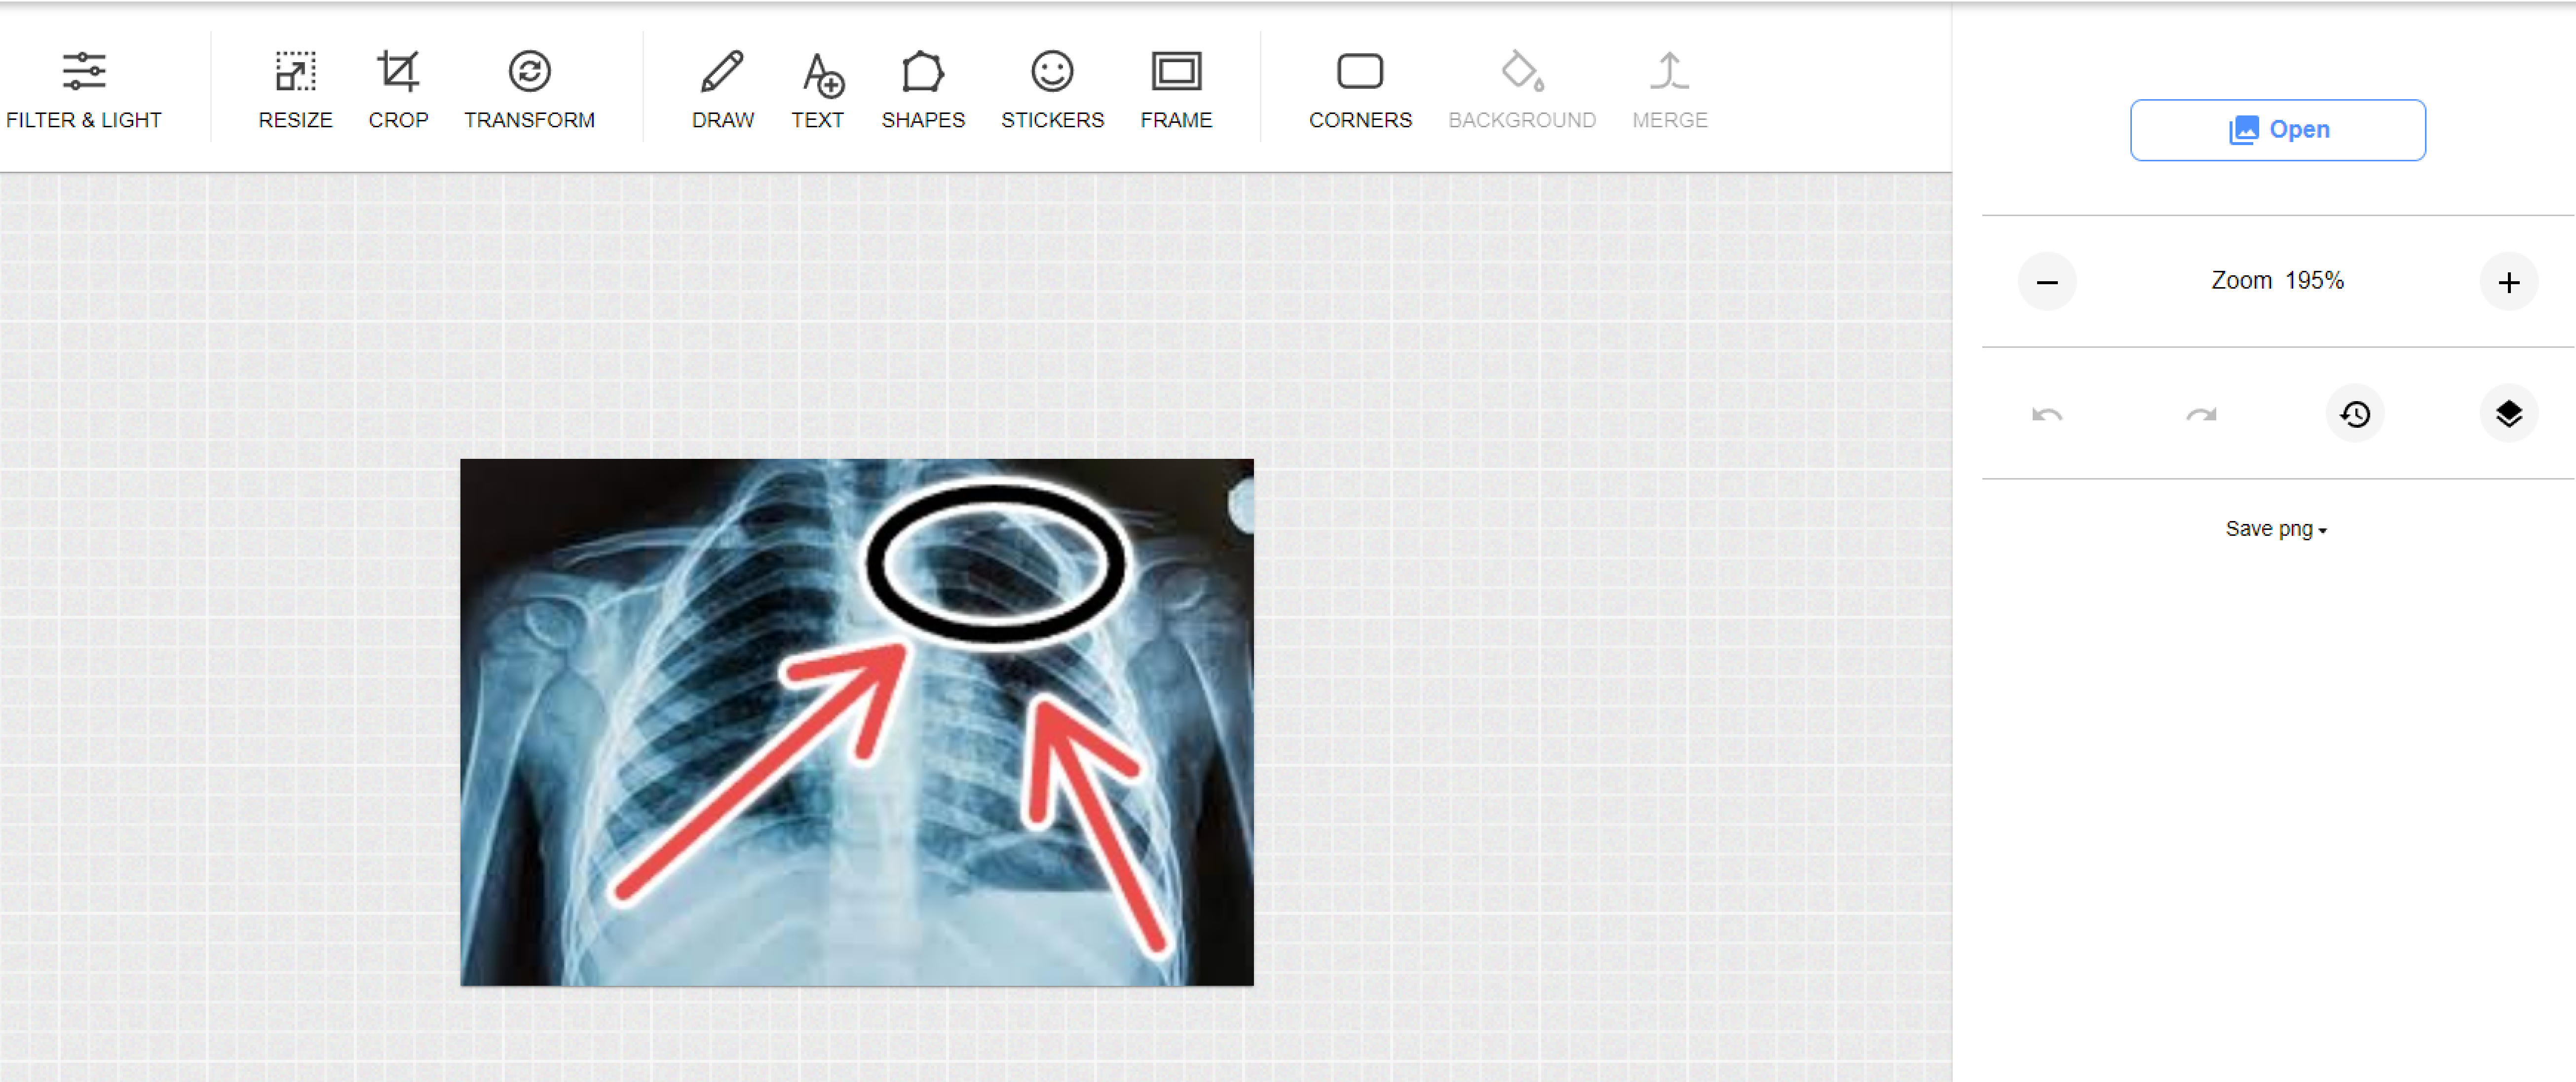 FILTER & LIGHT RESIZE CROP TRANSFORM DRAW TEXT SHAPES STICKERS FRAME CORNERS BACKGROUND MERGE
Open
Zoom 195%
Save png